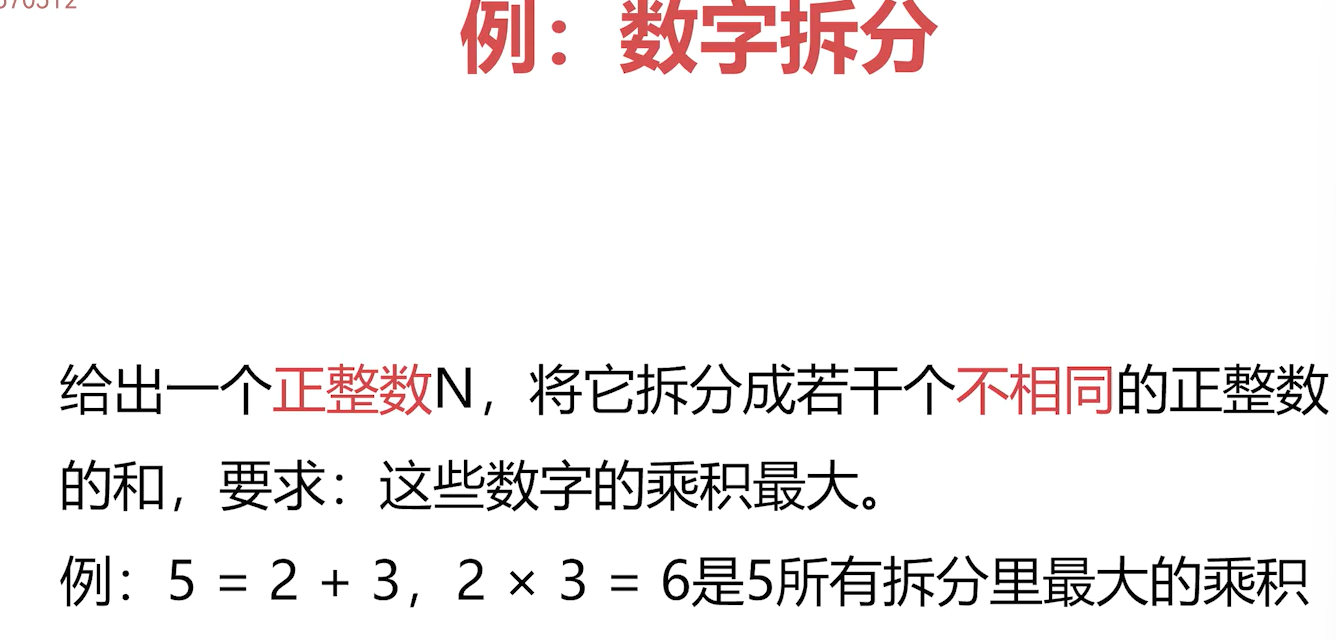 例：数字拆分
给出一个正整数N，将它拆分成若干个不相同的正整数
的和，要求：这些数字的乘积最大。
例：5 = 2 + 3，2 × 3 = 6是5所有拆分里最大的乘积